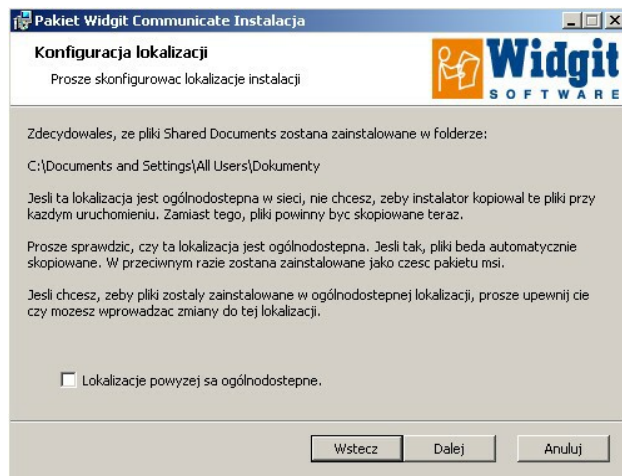 Pakiet Widgit Communicate Instalacja
Konfiguracja lokalizacji
Prosze skonfigurowac lokalizacje instalacji
Widgit
SOFTWARE
Zdecydowales, ze pliki Shared Documents zostana zainstalowane w folderze:
C:\Documents and Settings\All Users\Dokumenty
Jesli ta lokalizacja jest ogólnodostepna w sieci, nie chcesz, zeby instalator kopiowal te pliki przy
kazdym uruchomieniu. Zamiast tego, pliki powinny byc skopiowane teraz.
Prosze sprawdzic, czy ta lokalizacja jest ogólnodostepna. Jesli tak, pliki beda automatycznie
skopiowane. W przeciwnym razie zostana zainstalowane jako czesc pakietu msi.
Jesli chcesz, zeby pliki zostaly zainstalowane w ogólnodostepnej lokalizacji, prosze upewnij cie
czy mozesz wprowadzac zmiany do tej lokalizacji.
Lokalizacje powyzej sa ogólnodostepne.
Wstecz Dalej Anuluj